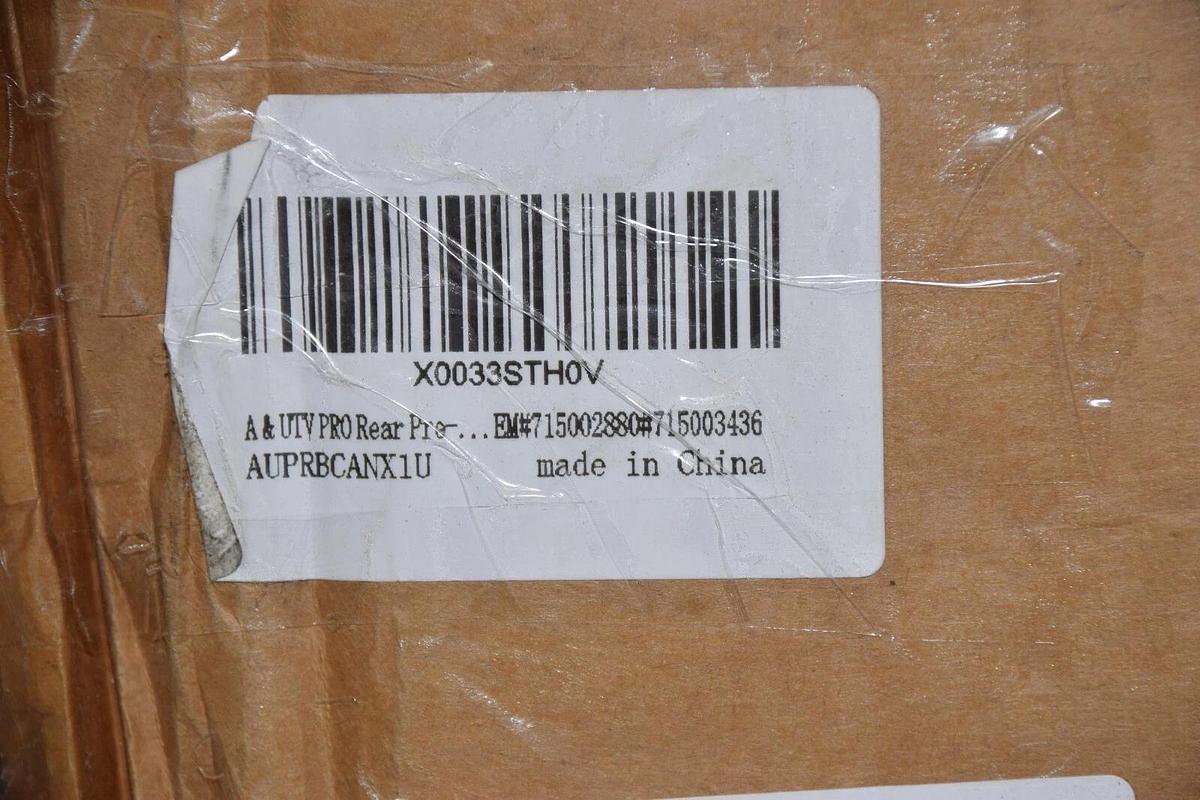 X0033STH0V
A & UTV PRO Rear Pre-...EM#715002880#715003436
AUPRBCANX1U made in China